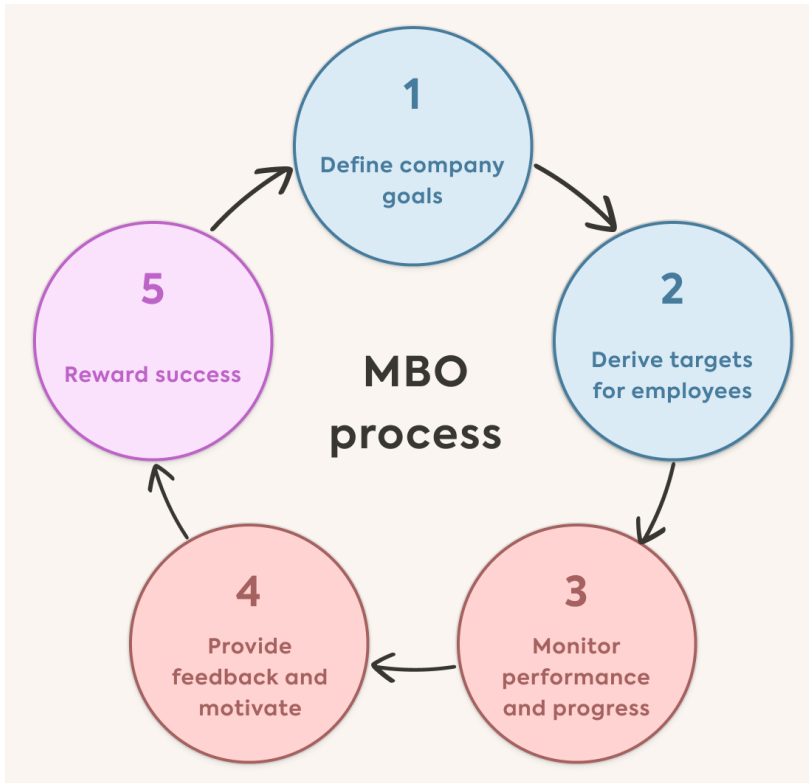 1
Define company
goals
2
Derive targets
for employees
3
Monitor
performance
and progress
4
Provide
feedback and
motivate
5
Reward success
MBO
process